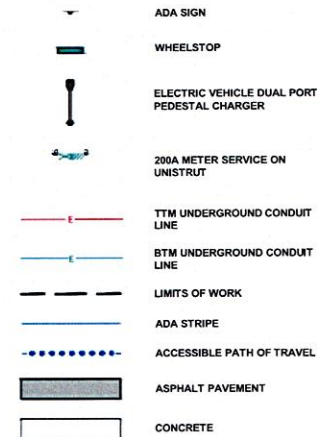 ADA SIGN
WHEELSTOP
ELECTRIC VEHICLE DUAL PORT
PEDESTAL CHARGER
200A METER SERVICE ON
UNISTRUT
E
TTM UNDERGROUND CONDUIT
LINE
E
BTM UNDERGROUND CONDUIT
LINE
LIMITS OF WORK
ADA STRIPE
ACCESSIBLE PATH OF TRAVEL
ASPHALT PAVEMENT
CONCRETE